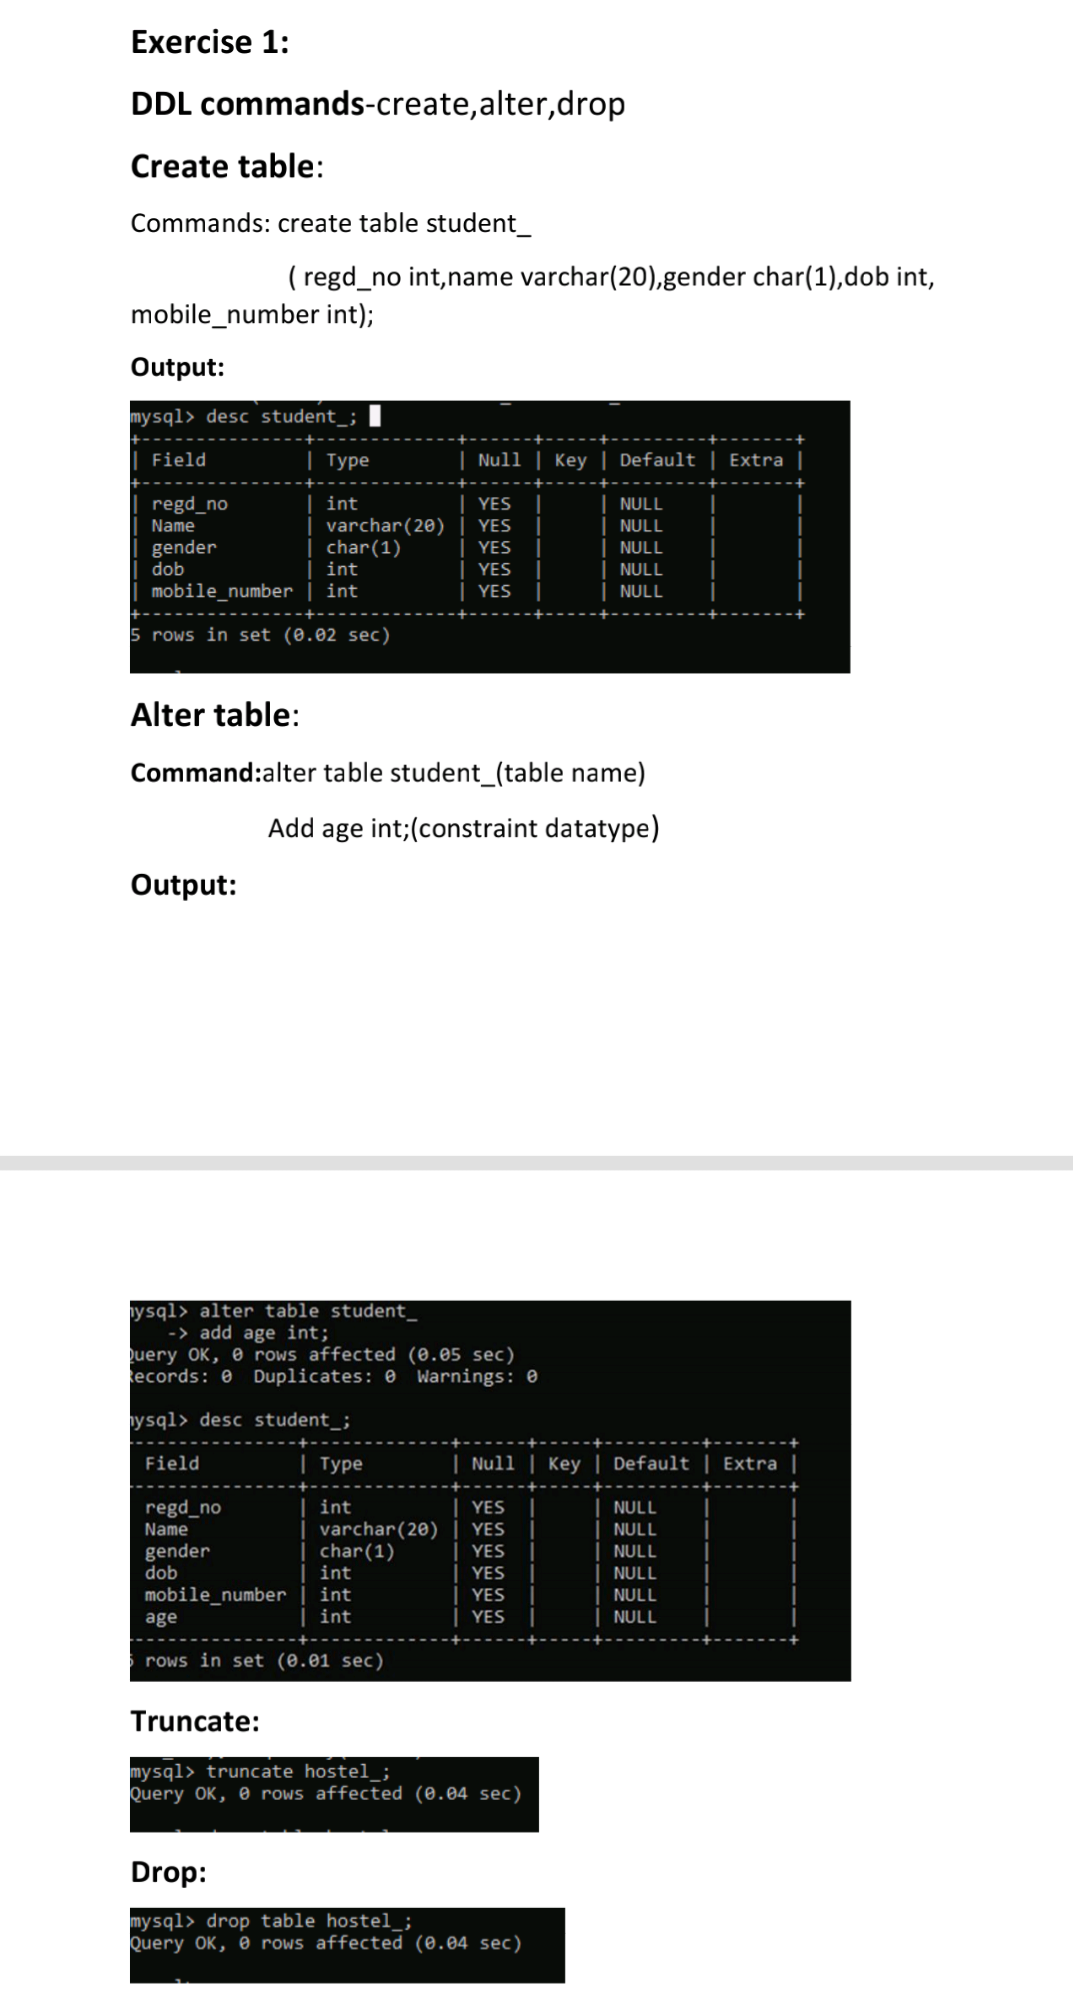 Exercise 1:
DDL commands-create,alter,drop
Create table:
Commands: create table student_
( regd_no int,name varchar(20),gender char(1),dob int,
mobile_number int);
Output:
mysql> desc student_;
+----------------+-------------+------+-----+---------+-------+
| Field | Type | Null | Key | Default | Extra |
+----------------+-------------+------+-----+---------+-------+
| regd_no | int | YES | | NULL | |
| Name | varchar(20) | YES | | NULL | |
| gender | char(1) | YES | | NULL | |
| dob | int | YES | | NULL | |
| mobile_number | int | YES | | NULL | |
+----------------+-------------+------+-----+---------+-------+
5 rows in set (0.02 sec)
Alter table:
Command:alter table student_(table name)
Add age int;(constraint datatype)
Output:
mysql> alter table student_
-> add age int;
Query OK, 0 rows affected (0.05 sec)
Records: 0 Duplicates: 0 Warnings: 0
mysql> desc student_;
----------------+-------------+------+-----+---------+-------+
Field | Type | Null | Key | Default | Extra |
----------------+-------------+------+-----+---------+-------+
regd_no | int | YES | | NULL | |
Name | varchar(20) | YES | | NULL | |
gender | char(1) | YES | | NULL | |
dob | int | YES | | NULL | |
mobile_number | int | YES | | NULL | |
age | int | YES | | NULL | |
----------------+-------------+------+-----+---------+-------+
6 rows in set (0.01 sec)
Truncate:
mysql> truncate hostel_;
Query OK, 0 rows affected (0.04 sec)
Drop:
mysql> drop table hostel_;
Query OK, 0 rows affected (0.04 sec)